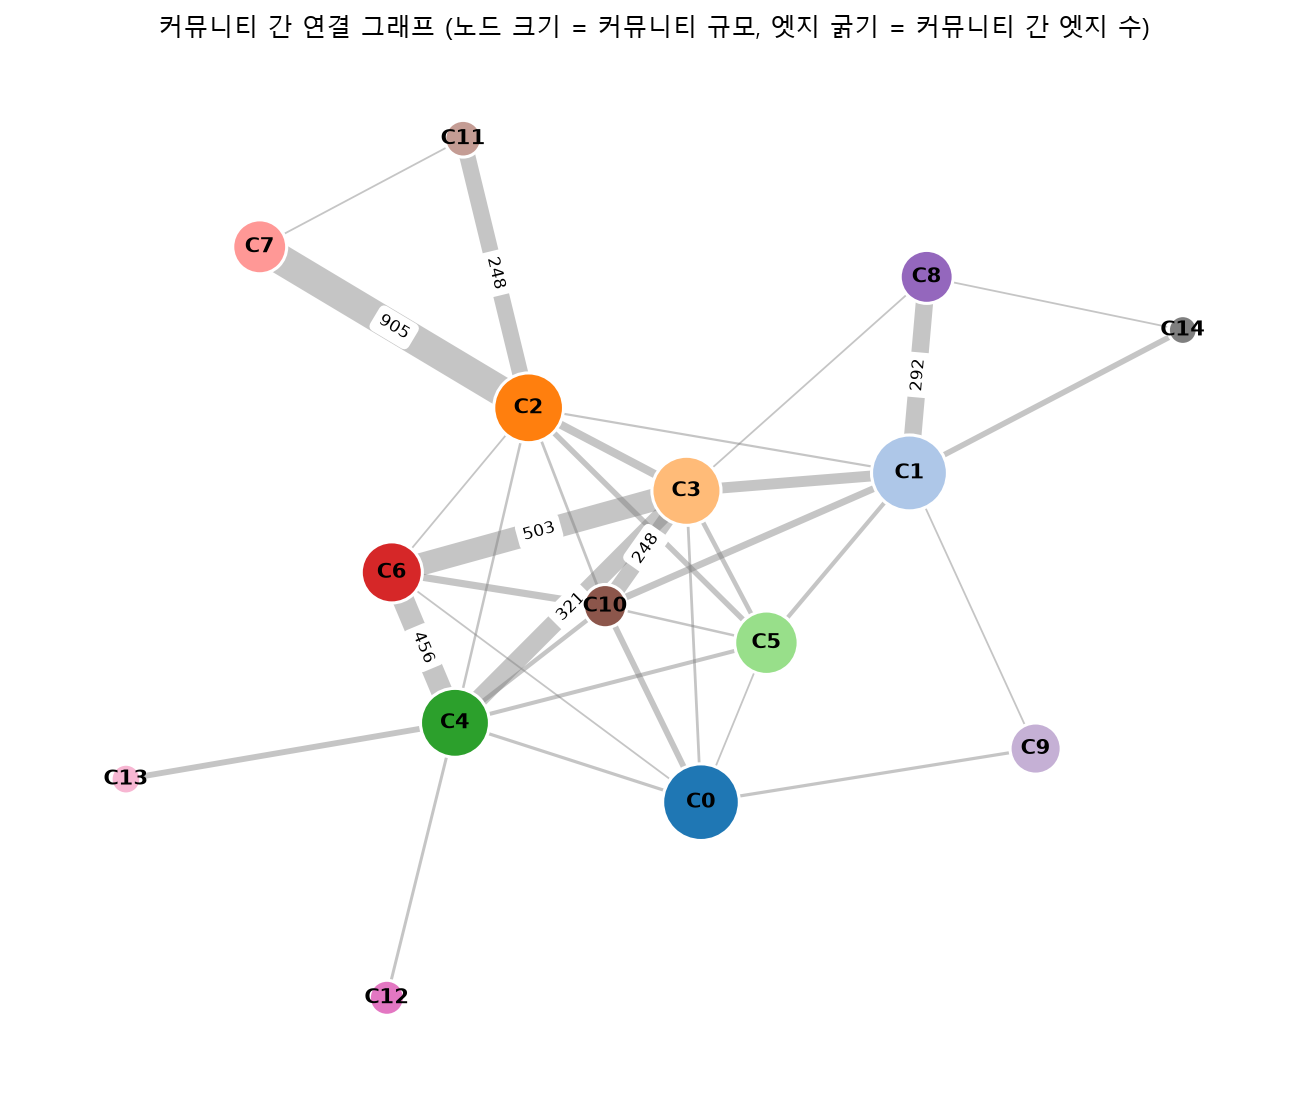 커뮤니티 간 연결 그래프 (노드 크기 = 커뮤니티 규모, 엣지 굵기 = 커뮤니티 간 엣지 수)
C11
C7
248
C8
905
C14
292
C2
C1
C3
503
248
C6
321
C10
C5
456
C4
C9
C13
C0
C12